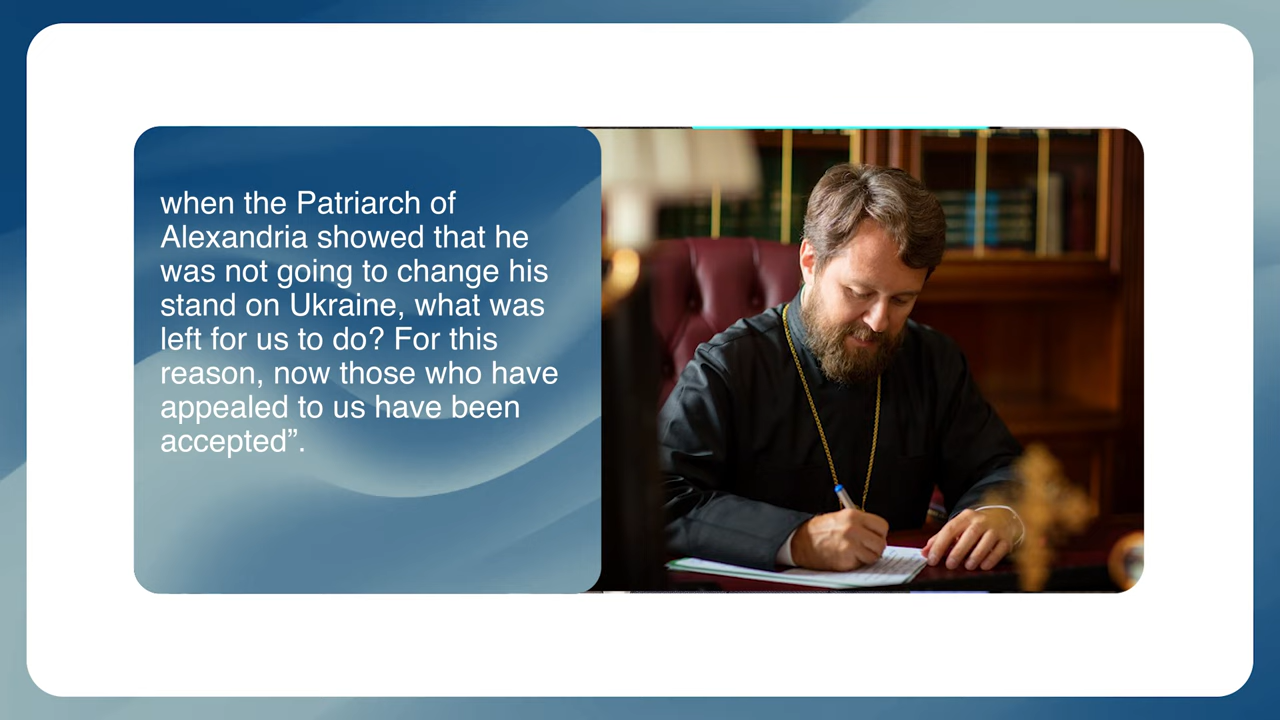 when the Patriarch of
Alexandria showed that he
was not going to change his
stand on Ukraine, what was
left for us to do? For this
reason, now those who have
appealed to us have been
accepted”.